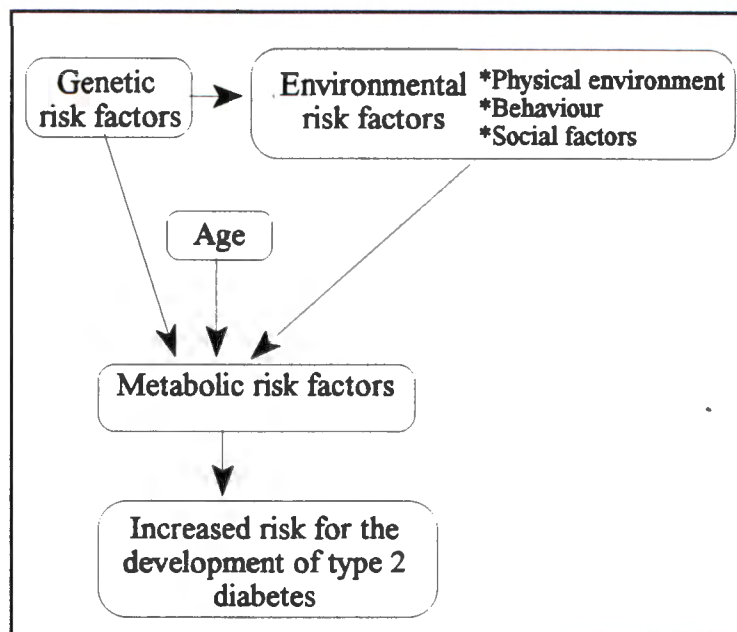 Genetic
risk factors
Environmental
risk factors
*Physical environment
*Behaviour
*Social factors
Age
Metabolic risk factors
Increased risk for the
development of type 2
diabetes